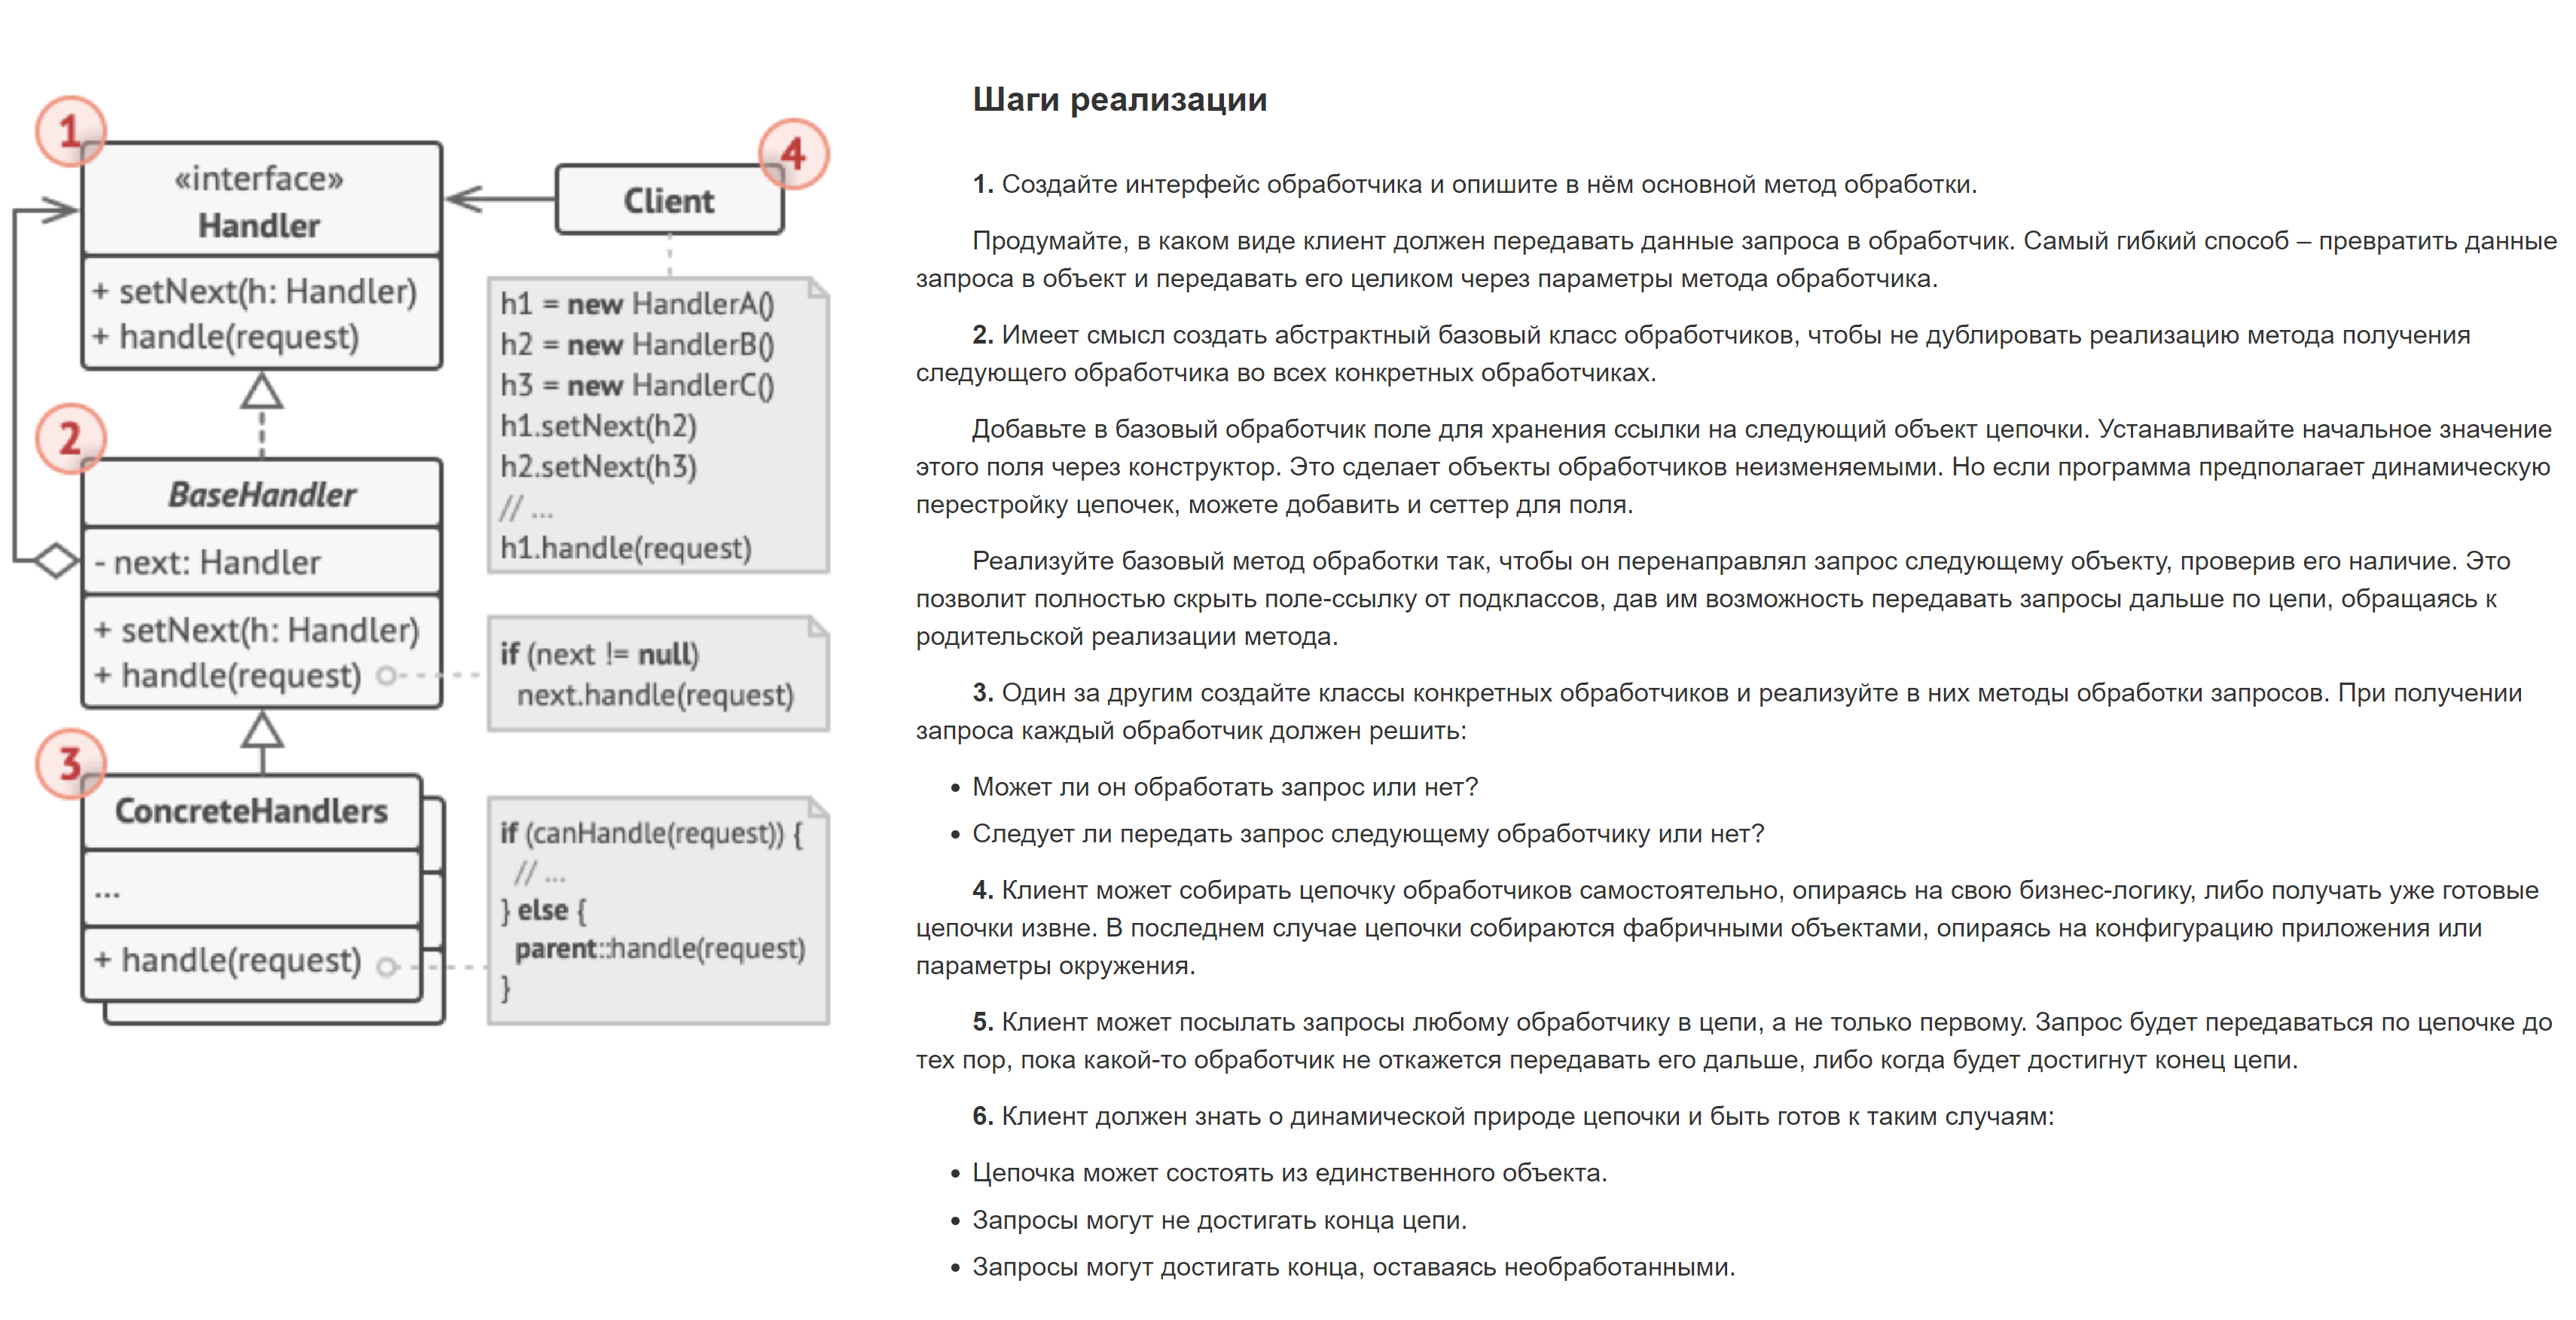 1
«interface»
Handler
+ setNext(h: Handler)
+ handle(request)
4
Client
h1 = new HandlerA()
h2 = new HandlerB()
h3 = new HandlerC()
h1.setNext(h2)
h2.setNext(h3)
// ...
h1.handle(request)
2
BaseHandler
- next: Handler
+ setNext(h: Handler)
+ handle(request)
if (next != null)
next.handle(request)
3
ConcreteHandlers
...
+ handle(request)
if (canHandle(request)) {
// ...
} else {
parent::handle(request)
}
Шаги реализации
1. Создайте интерфейс обработчика и опишите в нём основной метод обработки.
Продумайте, в каком виде клиент должен передавать данные запроса в обработчик. Самый гибкий способ – превратить данные
запроса в объект и передавать его целиком через параметры метода обработчика.
2. Имеет смысл создать абстрактный базовый класс обработчиков, чтобы не дублировать реализацию метода получения
следующего обработчика во всех конкретных обработчиках.
Добавьте в базовый обработчик поле для хранения ссылки на следующий объект цепочки. Устанавливайте начальное значение
этого поля через конструктор. Это сделает объекты обработчиков неизменяемыми. Но если программа предполагает динамическую
перестройку цепочек, можете добавить и сеттер для поля.
Реализуйте базовый метод обработки так, чтобы он перенаправлял запрос следующему объекту, проверив его наличие. Это
позволит полностью скрыть поле-ссылку от подклассов, дав им возможность передавать запросы дальше по цепи, обращаясь к
родительской реализации метода.
3. Один за другим создайте классы конкретных обработчиков и реализуйте в них методы обработки запросов. При получении
запроса каждый обработчик должен решить:
• Может ли он обработать запрос или нет?
• Следует ли передать запрос следующему обработчику или нет?
4. Клиент может собирать цепочку обработчиков самостоятельно, опираясь на свою бизнес-логику, либо получать уже готовые
цепочки извне. В последнем случае цепочки собираются фабричными объектами, опираясь на конфигурацию приложения или
параметры окружения.
5. Клиент может посылать запросы любому обработчику в цепи, а не только первому. Запрос будет передаваться по цепочке до
тех пор, пока какой-то обработчик не откажется передавать его дальше, либо когда будет достигнут конец цепи.
6. Клиент должен знать о динамической природе цепочки и быть готов к таким случаям:
• Цепочка может состоять из единственного объекта.
• Запросы могут не достигать конца цепи.
• Запросы могут достигать конца, оставаясь необработанными.